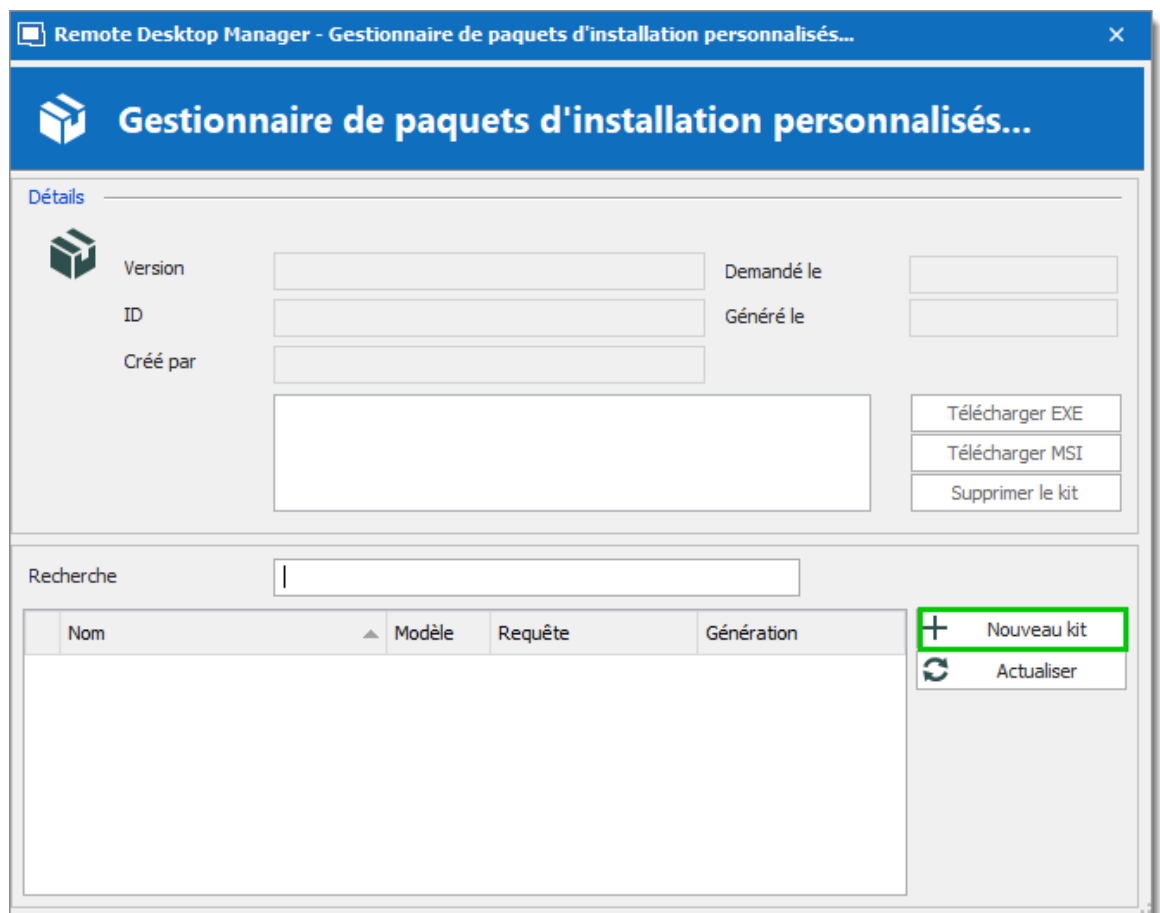 Remote Desktop Manager - Gestionnaire de paquets d'installation personnalisés...
Gestionnaire de paquets d'installation personnalisés...
Détails
Version
Demandé le
ID
Généré le
Créé par
Télécharger EXE
Télécharger MSI
Supprimer le kit
Recherche
Nom Modèle Requête Génération
Nouveau kit
Actualiser